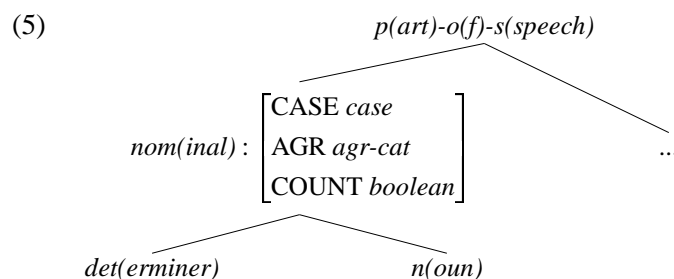 (5) p(art)-o(f)-s(speech)
CASE case
nom(inal) : AGR agr-cat ...
COUNT boolean
det(erminer) n(oun)